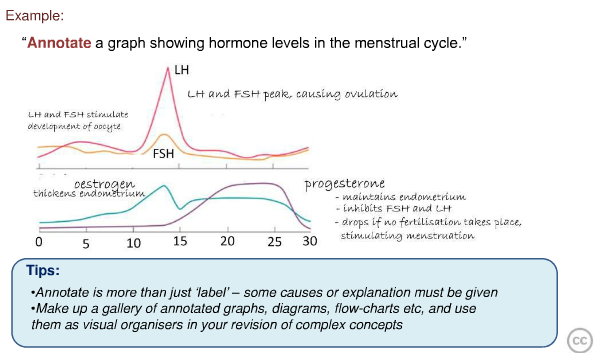 Example:
“Annotate a graph showing hormone levels in the menstrual cycle.”
LH
LH and FSH peak, causing ovulation
LH and FSH stimulate
development of oocyte
FSH
oestrogen
thickens endometrium
progesterone
- maintains endometrium
- inhibits FSH and LH
- drops if no fertilisation takes place,
stimulating menstruation
0 5 10 15 20 25 30
Tips:
•Annotate is more than just ‘label’ – some causes or explanation must be given
•Make up a gallery of annotated graphs, diagrams, flow-charts etc, and use
them as visual organisers in your revision of complex concepts
cc